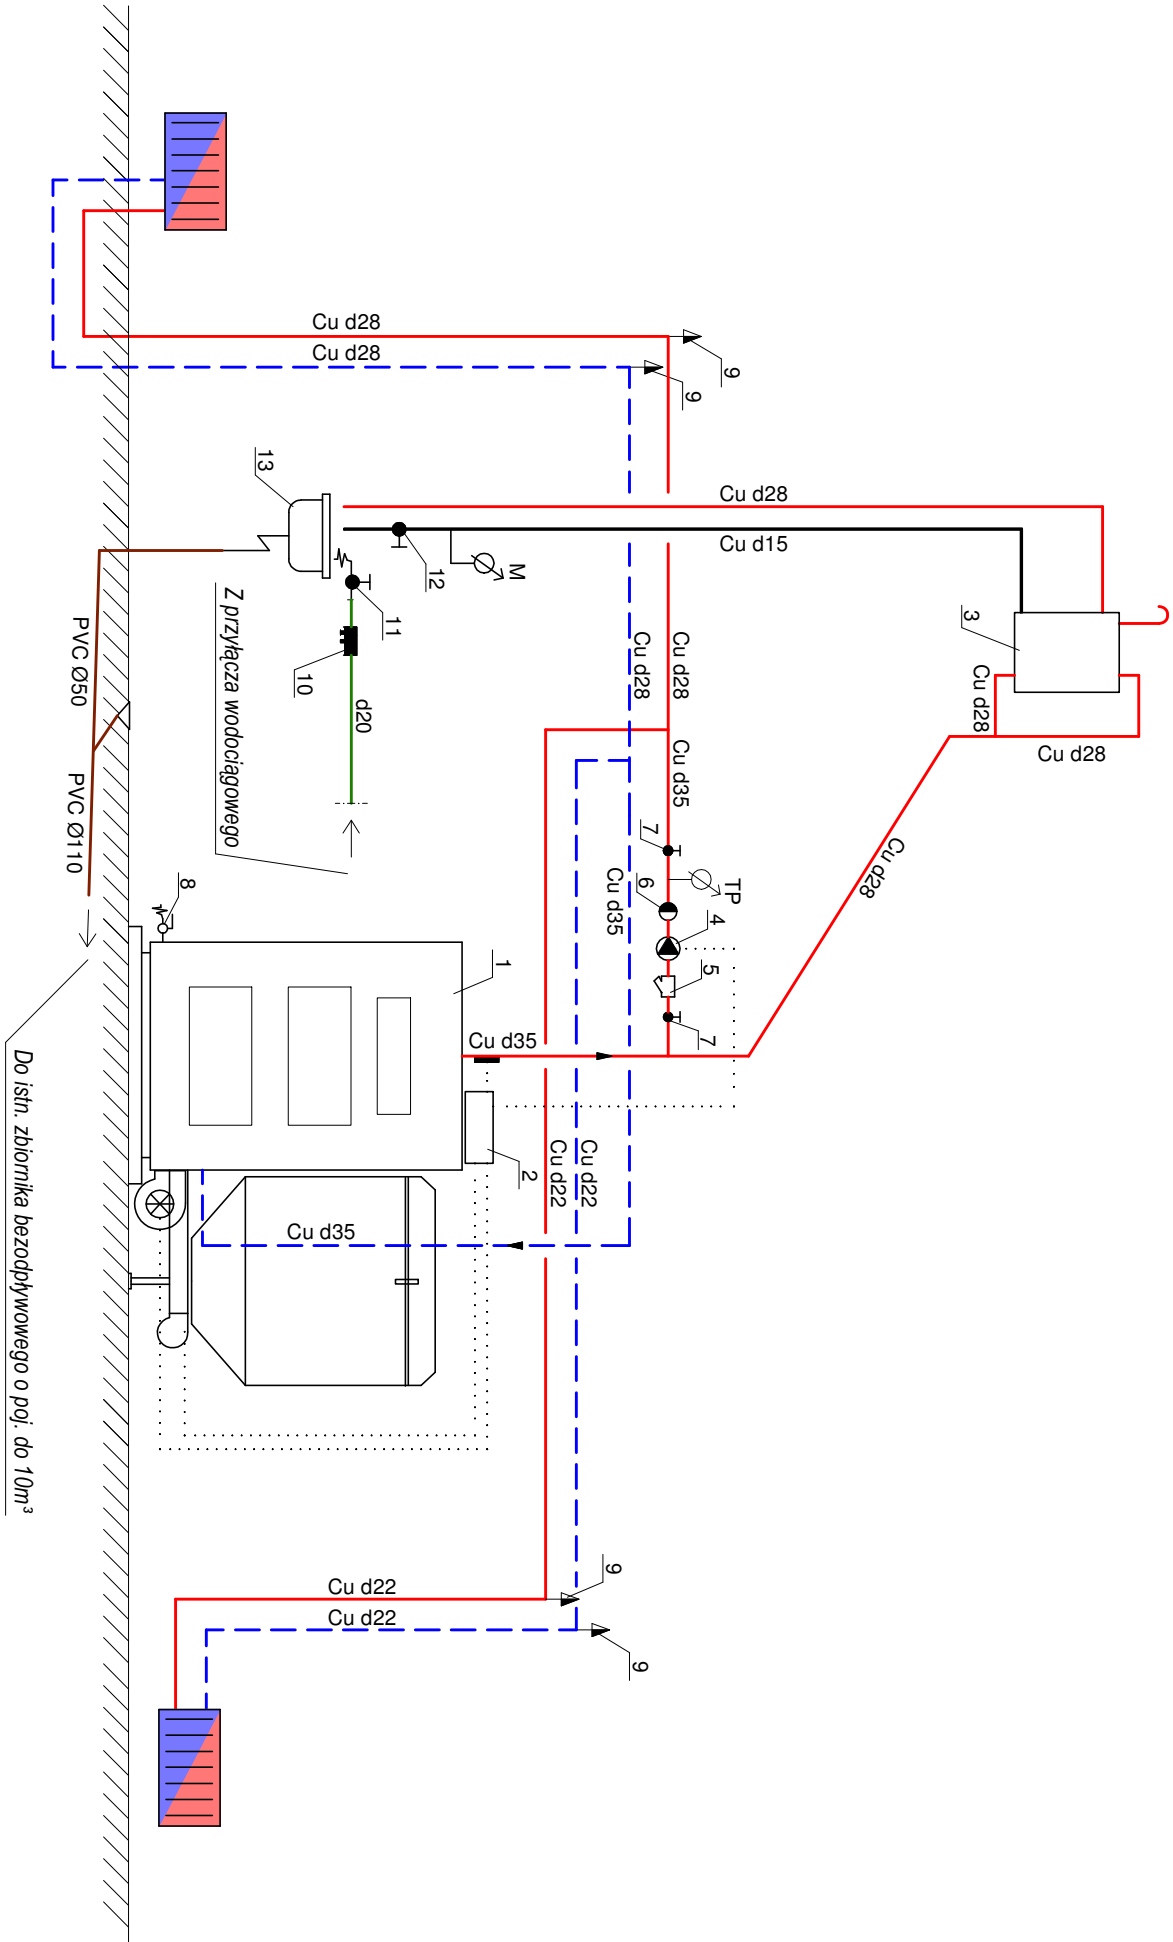 Cu d28
Cu d28
9
9
13
Cu d28
Cu d15
M
12
11
10
d20
Z przyłącza wodociągowego
3
Cu d28
Cu d28
Cu d28
Cu d28
Cu d28
Cu d35
Cu d35
7
TP
6
4
5
7
PVC Ø50
PVC Ø110
8
1
Cu d35
2
Cu d22
Cu d22
Cu d35
Do istn. zbiornika bezodpływowego o poj. do 10m³
9
9
Cu d22
Cu d22